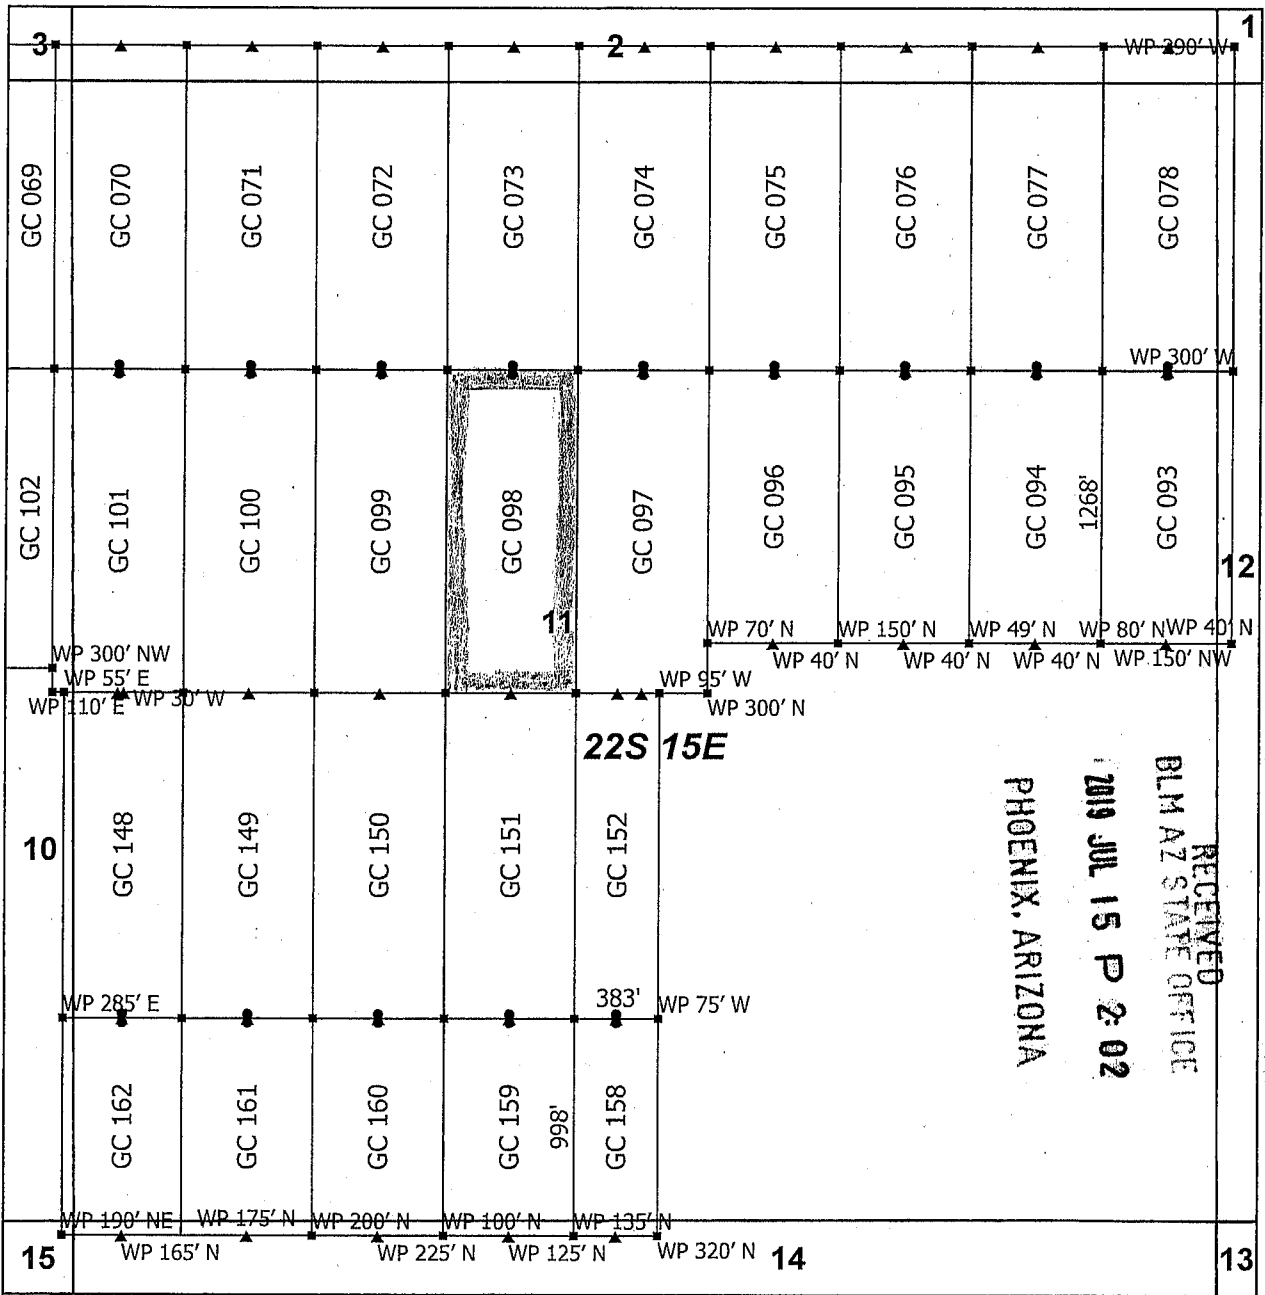 3
2
1
WP 290' W
GC 069
GC 070
GC 071
GC 072
GC 073
GC 074
GC 075
GC 076
GC 077
GC 078
WP 300' W
GC 102
GC 101
GC 100
GC 099
GC 098
GC 097
GC 096
GC 095
GC 094
1268'
GC 093
12
11
WP 70' N
WP 150' N
WP 49' N
WP 80' N
WP 40' N
WP 40' N
WP 40' N
WP 40' N
WP 150' NW
WP 300' NW
WP 55' E
WP 110' E
WP 30' W
WP 95' W
WP 300' N
22S 15E
10
GC 148
GC 149
GC 150
GC 151
GC 152
RECEIVED
BLM AZ STATE OFFICE
2019 JUL 15 P 2:02
PHOENIX, ARIZONA
WP 285' E
383'
WP 75' W
GC 162
GC 161
GC 160
GC 159
998'
GC 158
WP 190' NE
WP 175' N
WP 200' N
WP 100' N
WP 135' N
WP 165' N
WP 225' N
WP 125' N
WP 320' N
15
14
13